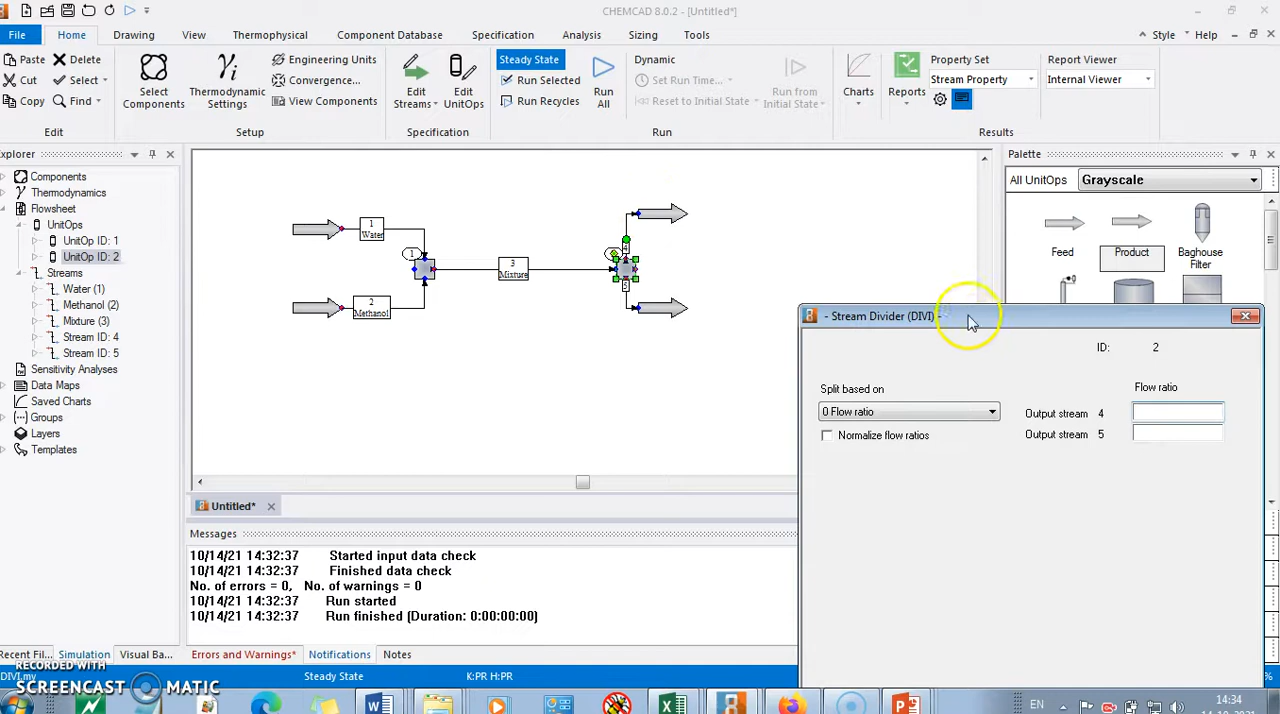 CHEMCAD 8.0.2 - [Untitled*]
File Home Drawing View Thermophysical Component Database Specification Analysis Sizing Tools Style Help
Paste Delete
Cut Select
Copy Find
Edit
Select Components
Thermodynamic Settings
Engineering Units
Convergence...
View Components
Setup
Edit Streams
Edit UnitOps
Specification
Steady State
Run Selected
Run Recycles
Run All
Dynamic
Set Run Time...
Reset to Initial State
Run from Initial State
Run
Charts
Reports
Property Set
Stream Property
Report Viewer
Internal Viewer
Results
Explorer
Components
Thermodynamics
Flowsheet
UnitOps
UnitOp ID: 1
UnitOp ID: 2
Streams
Water (1)
Methanol (2)
Mixture (3)
Stream ID: 4
Stream ID: 5
Sensitivity Analyses
Data Maps
Saved Charts
Groups
Layers
Templates
1
Water
1
2
Methanol
3
Mixture
4
5
Palette
All UnitOps Grayscale
Feed Product Baghouse Filter
- Stream Divider (DIVI) -
ID: 2
Split based on Flow ratio
0 Flow ratio Output stream 4
Normalize flow ratios Output stream 5
Untitled*
Messages
10/14/21 14:32:37 Started input data check
10/14/21 14:32:37 Finished data check
No. of errors = 0, No. of warnings = 0
10/14/21 14:32:37 Run started
10/14/21 14:32:37 Run finished (Duration: 0:00:00:00)
Recent Fil... Simulation Visual Ba... Errors and Warnings* Notifications Notes
DIVI.my Steady State K:PR H:PR
RECORDED WITH
SCREENCAST MATIC
EN 14:34